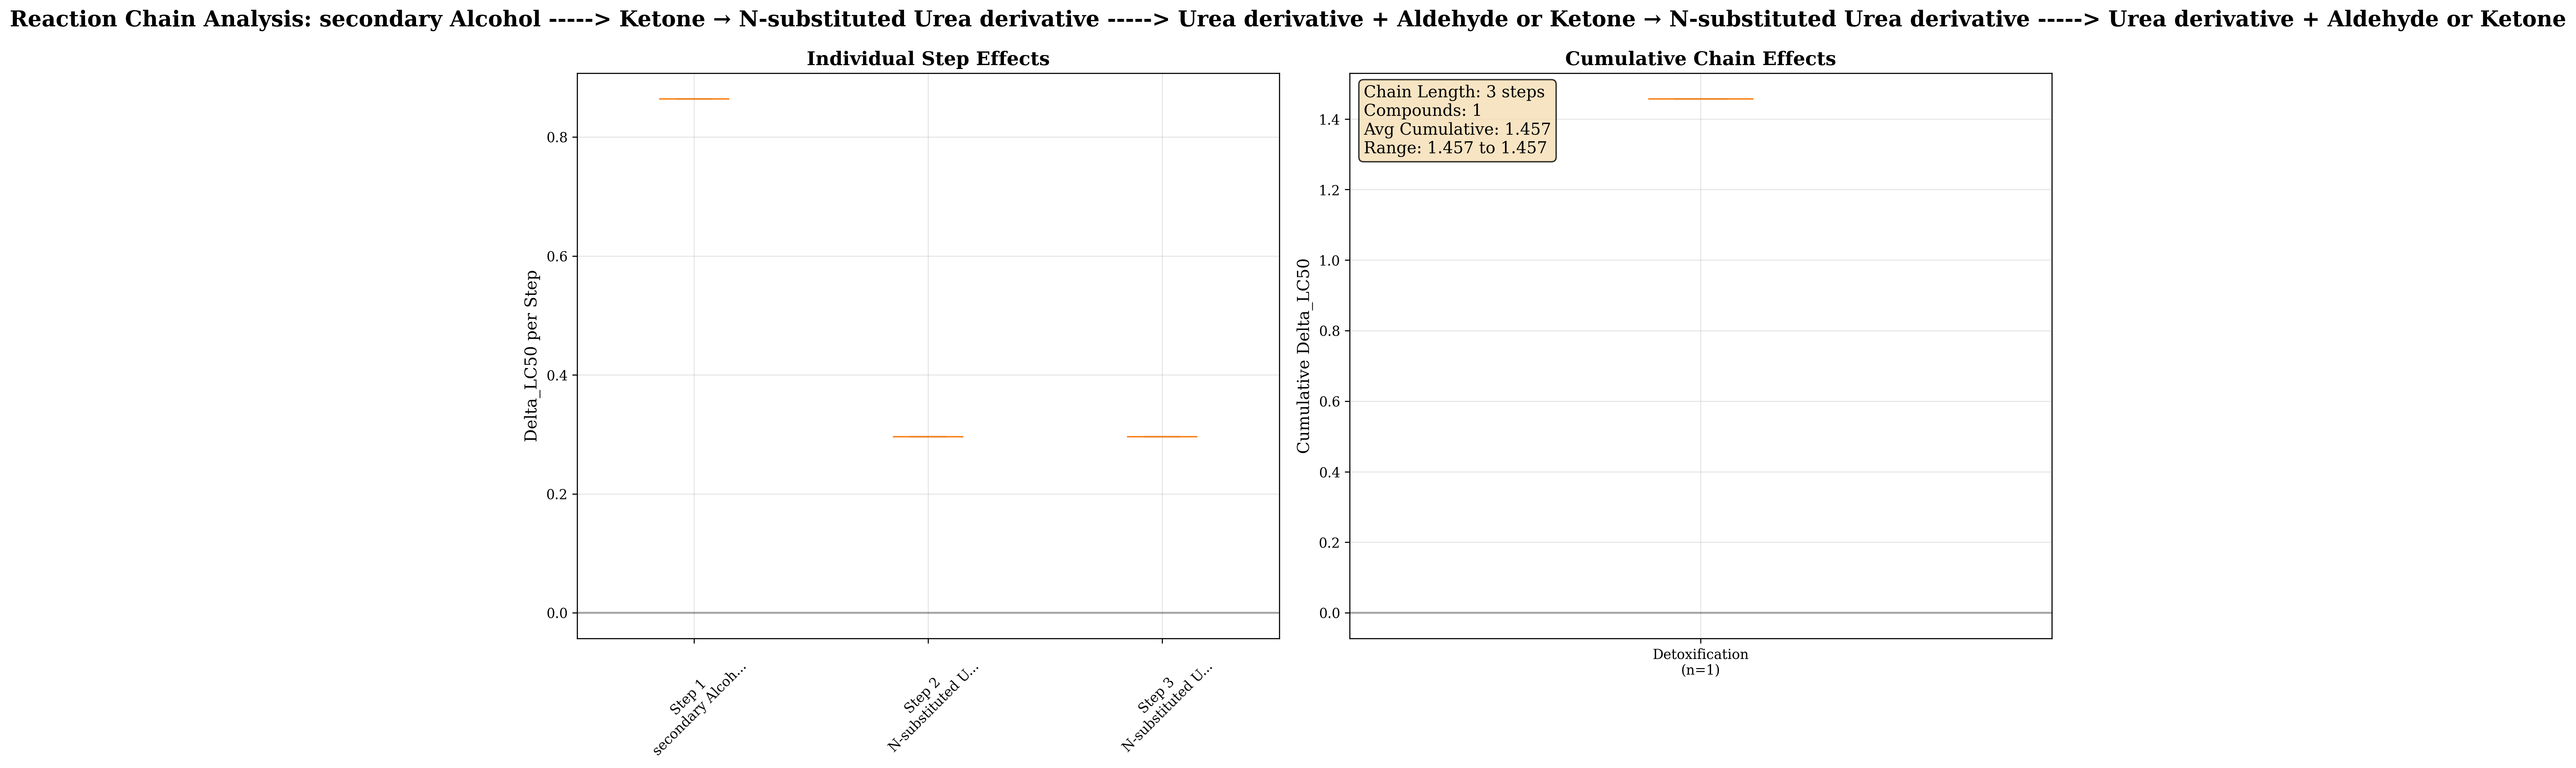 Reaction Chain Analysis: secondary Alcohol -----> Ketone → N-substituted Urea derivative -----> Urea derivative + Aldehyde or Ketone → N-substituted Urea derivative -----> Urea derivative + Aldehyde or Ketone
Individual Step Effects
Delta_LC50 per Step
0.8
0.6
0.4
0.2
0.0
Step 1
secondary Alcoh...
Step 2
N-substituted U...
Step 3
N-substituted U...
Cumulative Chain Effects
Chain Length: 3 steps
Compounds: 1
Avg Cumulative: 1.457
Range: 1.457 to 1.457
Cumulative Delta_LC50
1.4
1.2
1.0
0.8
0.6
0.4
0.2
0.0
Detoxification
(n=1)